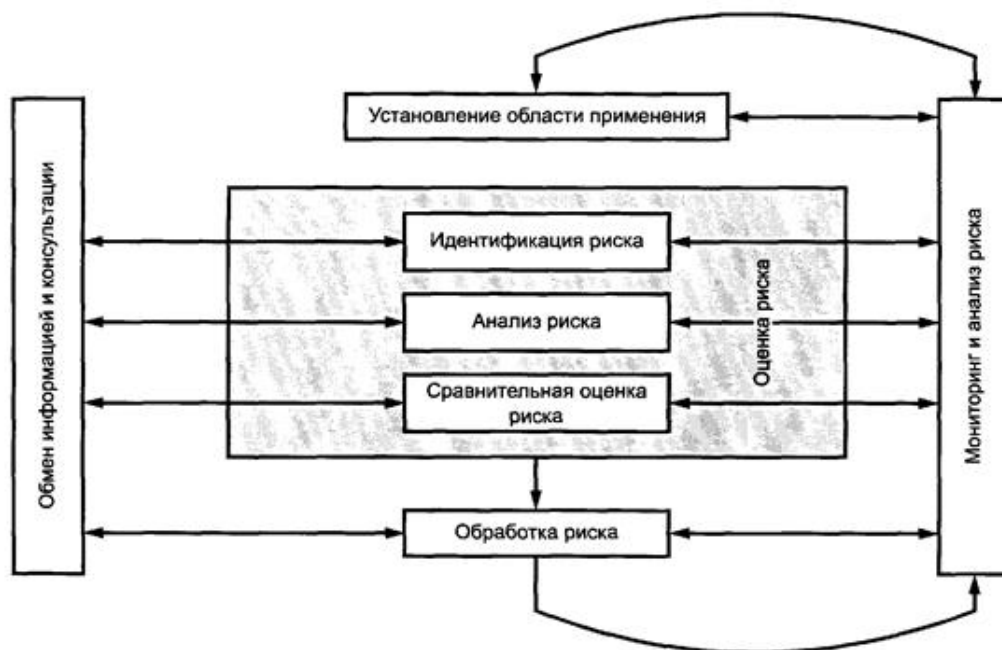 Установление области применения
Обмен информацией и консультации
Идентификация риска
Анализ риска
Сравнительная оценка
риска
Оценка риска
Мониторинг и анализ риска
Обработка риска